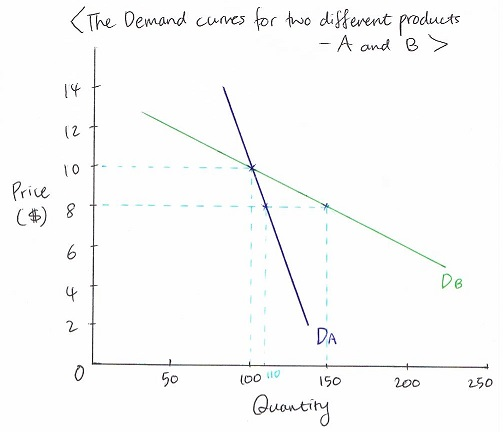 <The Demand curves for two different products
- A and B>
14
12
10
Price
($)
8
6
4
2
0
50
100
110
150
200
250
Quantity
DA
DB